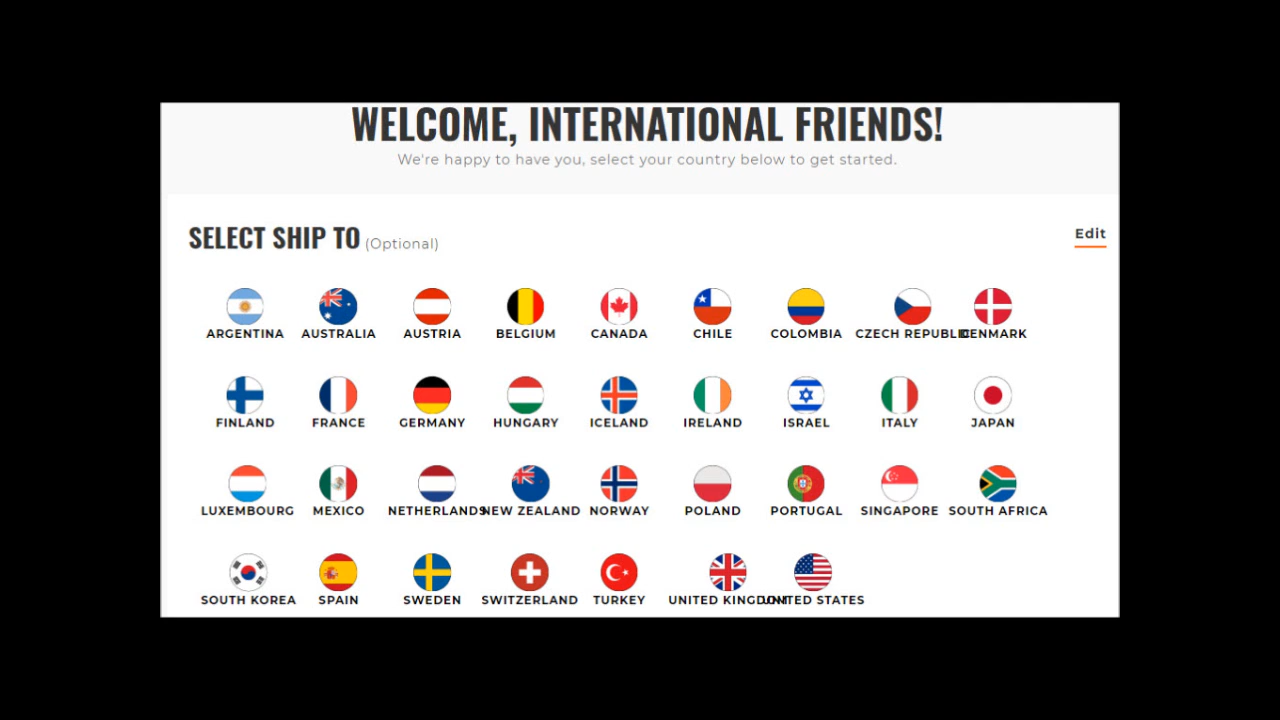 WELCOME, INTERNATIONAL FRIENDS!
We're happy to have you, select your country below to get started.
SELECT SHIP TO (Optional)
Edit
ARGENTINA AUSTRALIA AUSTRIA BELGIUM CANADA CHILE COLOMBIA CZECH REPUBLIC DENMARK
FINLAND FRANCE GERMANY HUNGARY ICELAND IRELAND ISRAEL ITALY JAPAN
LUXEMBOURG MEXICO NETHERLANDS NEW ZEALAND NORWAY POLAND PORTUGAL SINGAPORE SOUTH AFRICA
SOUTH KOREA SPAIN SWEDEN SWITZERLAND TURKEY UNITED KINGDOM UNITED STATES